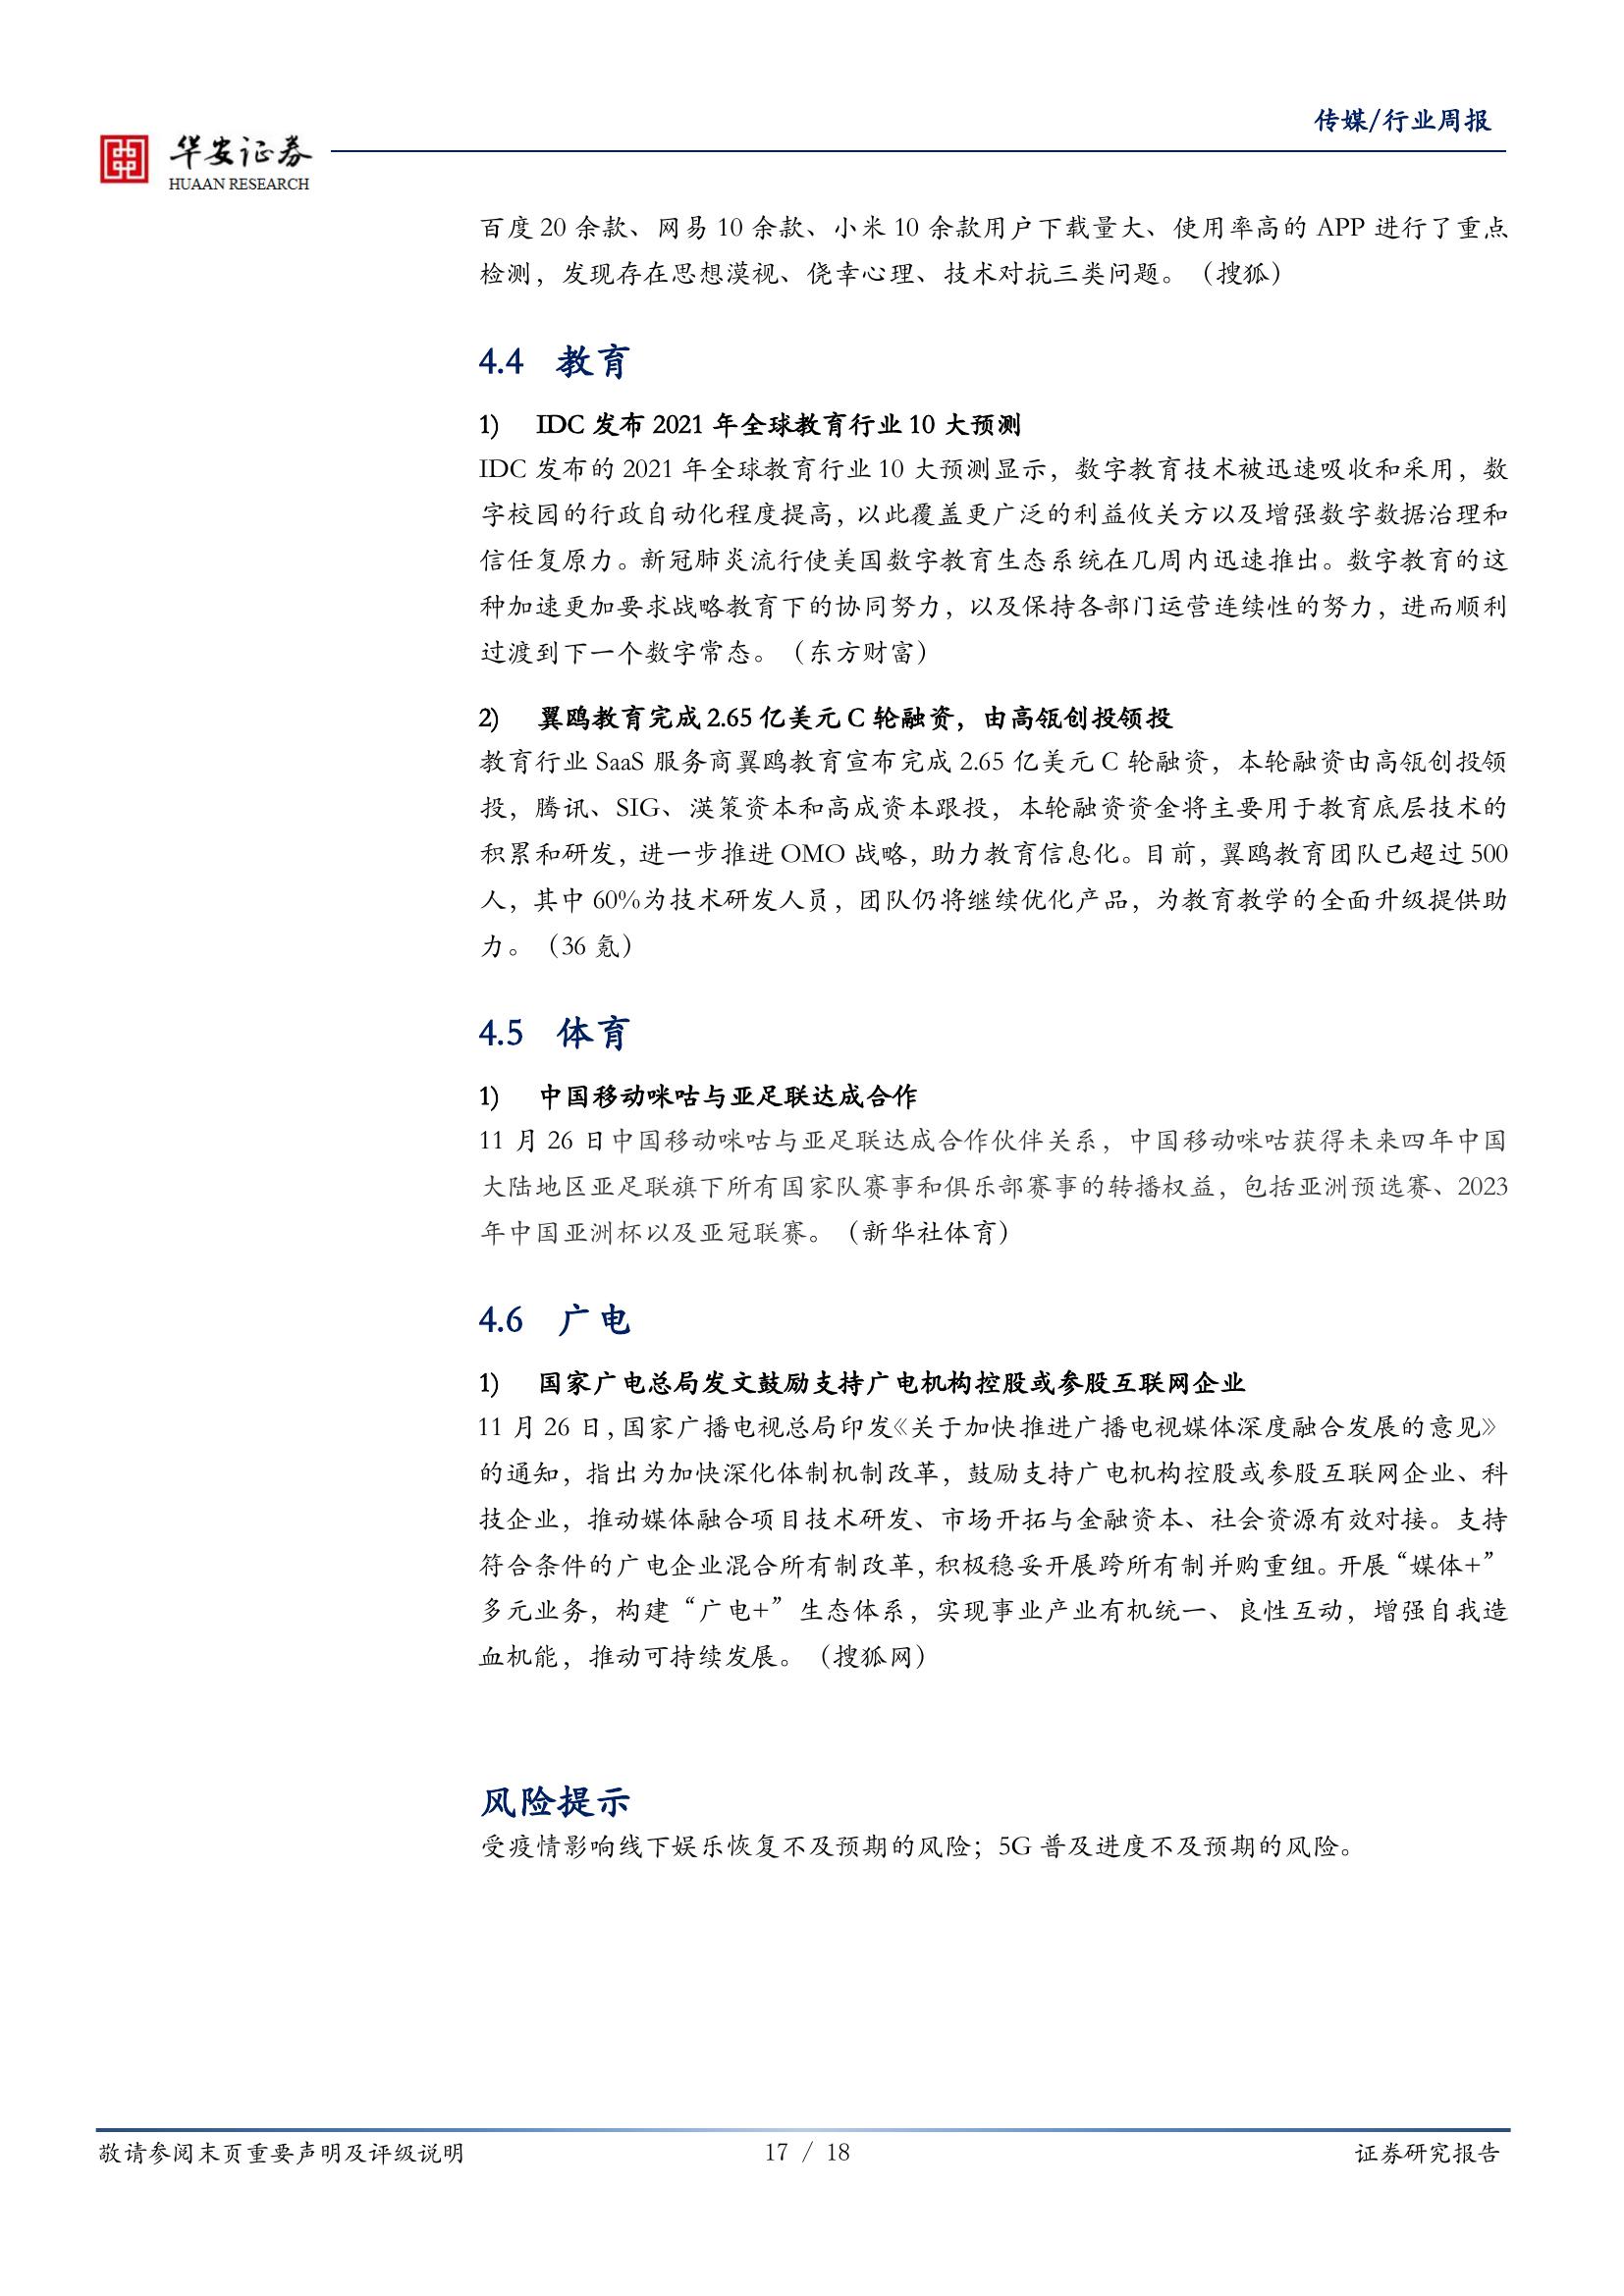 传媒/行业周报
华安证券
HUAAN RESEARCH
百度 20 余款、网易 10 余款、小米 10 余款用户下载量大、使用率高的 APP 进行了重点
检测，发现存在思想漠视、侥幸心理、技术对抗三类问题。（搜狐）
4.4 教育
1) IDC 发布 2021 年全球教育行业 10 大预测
IDC 发布的 2021 年全球教育行业 10 大预测显示，数字教育技术被迅速吸收和采用，数
字校园的行政自动化程度提高，以此覆盖更广泛的利益攸关方以及增强数字数据治理和
信任复原力。新冠肺炎流行使美国数字教育生态系统在几周内迅速推出。数字教育的这
种加速更加要求战略教育下的协同努力，以及保持各部门运营连续性的努力，进而顺利
过渡到下一个数字常态。（东方财富）
2) 翼鸥教育完成 2.65 亿美元 C 轮融资，由高瓴创投领投
教育行业 SaaS 服务商翼鸥教育宣布完成 2.65 亿美元 C 轮融资，本轮融资由高瓴创投领
投，腾讯、SIG、渶策资本和高成资本跟投，本轮融资资金将主要用于教育底层技术的
积累和研发，进一步推进 OMO 战略，助力教育信息化。目前，翼鸥教育团队已超过 500
人，其中 60%为技术研发人员，团队仍将继续优化产品，为教育教学的全面升级提供助
力。（36 氪）
4.5 体育
1) 中国移动咪咕与亚足联达成合作
11 月 26 日中国移动咪咕与亚足联达成合作伙伴关系，中国移动咪咕获得未来四年中国
大陆地区亚足联旗下所有国家队赛事和俱乐部赛事的转播权益，包括亚洲预选赛、2023
年中国亚洲杯以及亚冠联赛。（新华社体育）
4.6 广电
1) 国家广电总局发文鼓励支持广电机构控股或参股互联网企业
11 月 26 日，国家广播电视总局印发《关于加快推进广播电视媒体深度融合发展的意见》
的通知，指出为加快深化体制机制改革，鼓励支持广电机构控股或参股互联网企业、科
技企业，推动媒体融合项目技术研发、市场开拓与金融资本、社会资源有效对接。支持
符合条件的广电企业混合所有制改革，积极稳妥开展跨所有制并购重组。开展“媒体+”
多元业务，构建“广电+”生态体系，实现事业产业有机统一、良性互动，增强自我造
血机能，推动可持续发展。（搜狐网）
风险提示
受疫情影响线下娱乐恢复不及预期的风险；5G 普及进度不及预期的风险。
敬请参阅末页重要声明及评级说明
17 / 18
证券研究报告